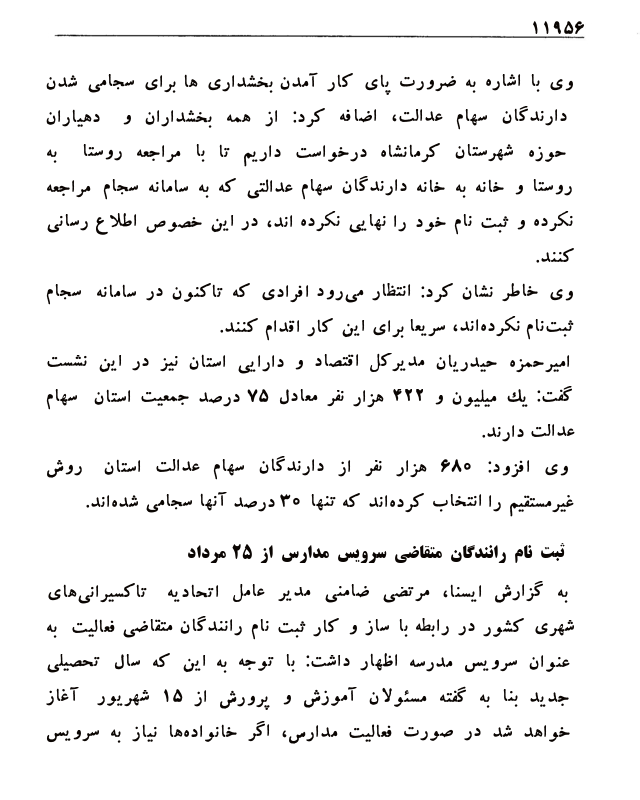 ۱۱۹۵۶
وی با اشاره به ضرورت پای کار آمدن بخشداری ها برای سجامی شدن
دارندگان سهام عدالت، اضافه کرد: از همه بخشداران و دهیاران
حوزه شهرستان کرمانشاه درخواست داریم تا با مراجعه روستا به
روستا و خانه به خانه دارندگان سهام عدالتی که به سامانه سجام مراجعه
نکرده و ثبت نام خود را نهایی نکرده اند، در این خصوص اطلاع رسانی
کنند.
وی خاطر نشان کرد: انتظار می‌رود افرادی که تاکنون در سامانه سجام
ثبت‌نام نکرده‌اند، سریعا برای این کار اقدام کنند.
امیرحمزه حیدریان مدیرکل اقتصاد و دارایی استان نیز در این نشست
گفت: یك میلیون و ۴۲۲ هزار نفر معادل ۷۵ درصد جمعیت استان سهام
عدالت دارند.
وی افزود: ۶۸۰ هزار نفر از دارندگان سهام عدالت استان روش
غیرمستقیم را انتخاب کرده‌اند که تنها ۳۰ درصد آنها سجامی شده‌اند.
ثبت نام رانندگان متقاضی سرویس مدارس از ۲۵ مرداد
به گزارش ایسنا، مرتضی ضامنی مدیر عامل اتحادیه تاکسیرانی‌های
شهری کشور در رابطه با ساز و کار ثبت نام رانندگان متقاضی فعالیت به
عنوان سرویس مدرسه اظهار داشت: با توجه به این که سال تحصیلی
جدید بنا به گفته مسئولان آموزش و پرورش از ۱۵ شهریور آغاز
خواهد شد در صورت فعالیت مدارس، اگر خانواده‌ها نیاز به سرویس